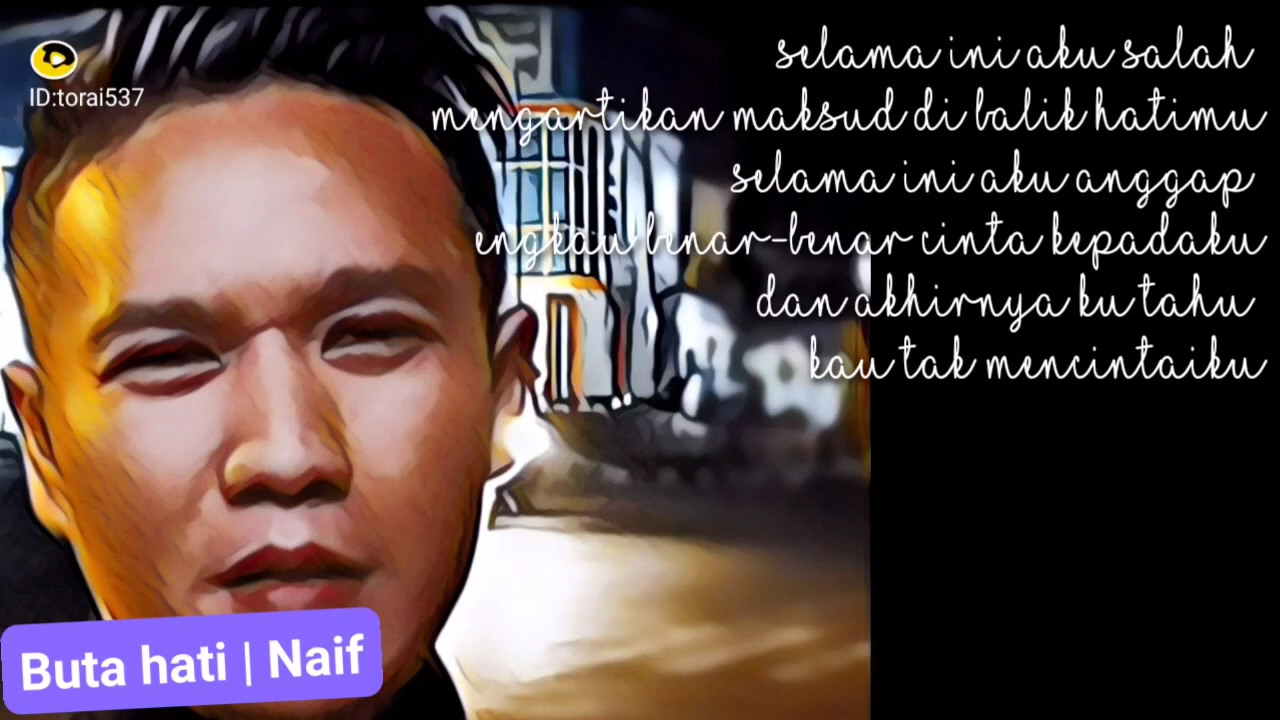 ID:torai537
selama ini aku salah
mengartikan maksud di balik hatimu
selama ini aku anggap
engkau benar-benar cinta kepadaku
dan akhirnya ku tahu
kau tak mencintaiku
Buta hati | Naif